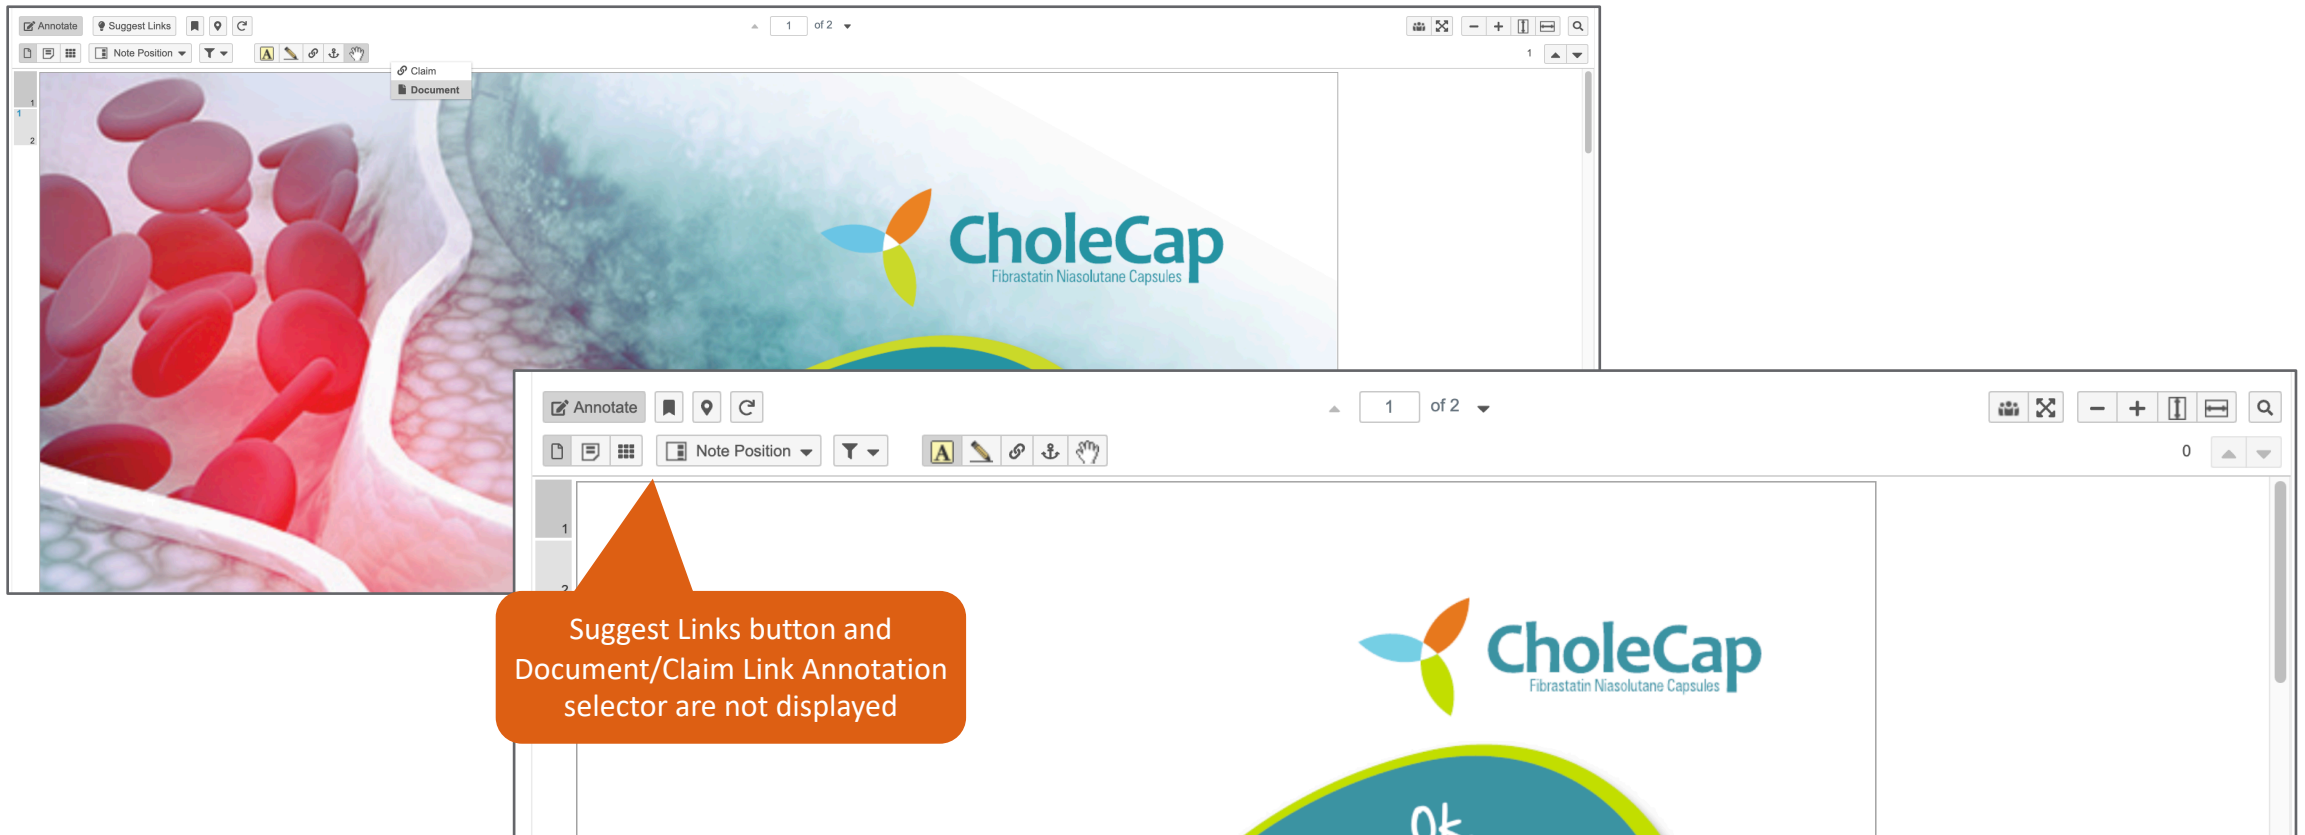 Annotate Suggest Links 1 of 2
Note Position A 1
Claim
Document
1
1
2
CholeCap
Fibrastatin Niasolutane Capsules
Annotate 1 of 2
Note Position A 0
1
2
Suggest Links button and
Document/Claim Link Annotation
selector are not displayed
CholeCap
Fibrastatin Niasolutane Capsules